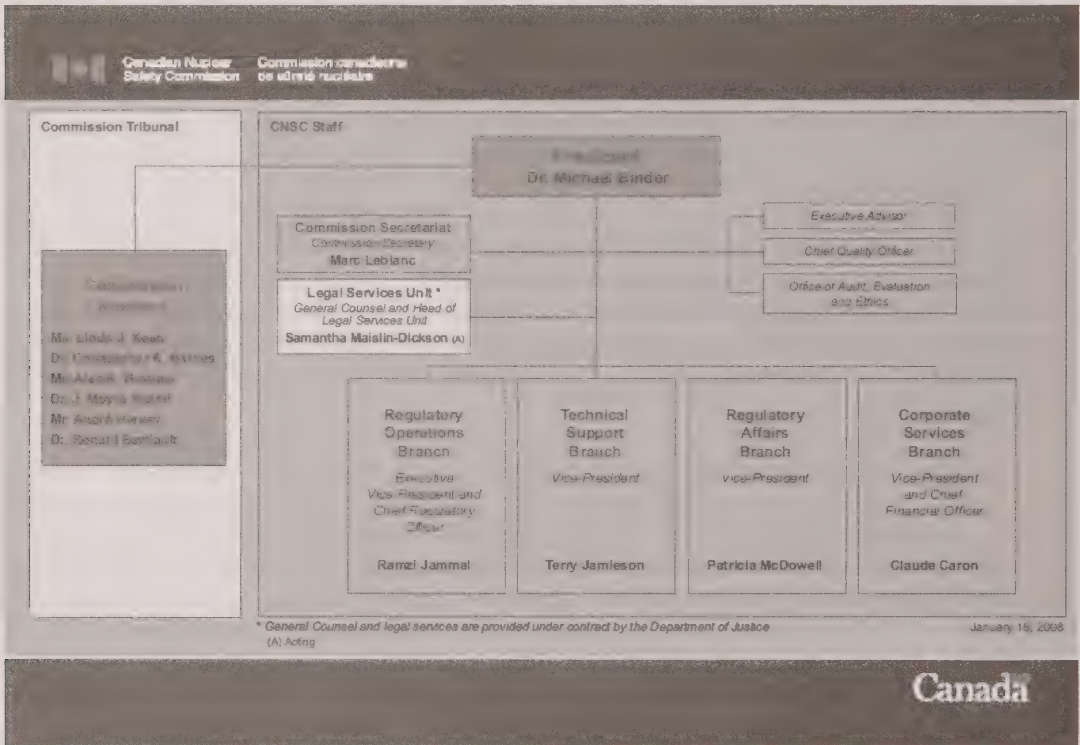 Canadian Nuclear
Safety Commission
Commission canadienne
de sûreté nucléaire
Commission Tribunal
CNSC Staff
President
Dr. Michael Binder
Commission Secretariat
Commission Secretary
Marc Leblanc
Executive Advisor
Chief Quality Officer
Office of Audit, Evaluation
and Ethics
Legal Services Unit *
General Counsel and Head of
Legal Services Unit
Samantha Maislin-Dickson (A)
Commission
Ms. Linda J. Keen
Dr. Christopher R. Barnes
Mr. Alan R. Graham
Dr. J. Moyra
Mr. André Harvey
Dr. Ronald Barriault
Regulatory
Operations
Branch
Executive
Vice-President and
Chief Regulatory
Officer
Ramzi Jammal
Technical
Support
Branch
Vice-President
Terry Jamieson
Regulatory
Affairs
Branch
Vice-President
Patricia McDowell
Corporate
Services
Branch
Vice-President
and Chief
Financial Officer
Claude Caron
* General Counsel and legal services are provided under contract by the Department of Justice
(A) Acting
January 16, 2008
Canada